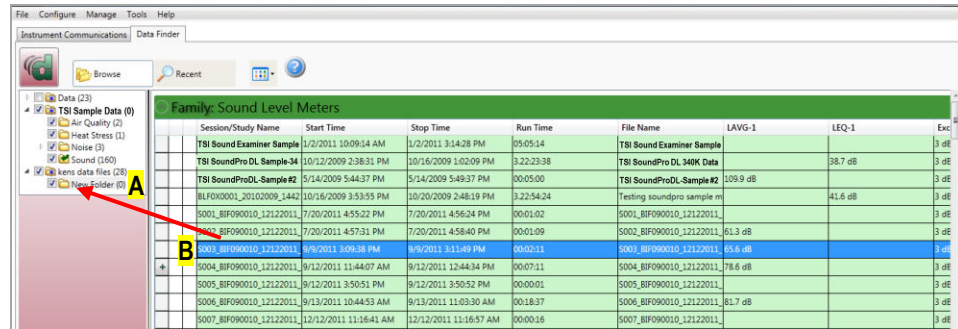 File Configure Manage Tools Help
Instrument Communications Data Finder
Browse Recent
Data (23)
TSI Sample Data (0)
Air Quality (2)
Heat Stress (1)
Noise (3)
Sound (160)
kens data files (28)
New Folder (0)
A
B
Family: Sound Level Meters
Session/Study Name Start Time Stop Time Run Time File Name LAVG-1 LEQ-1 Exc
TSI Sound Examiner Sample 1/2/2011 10:09:14 AM 1/2/2011 3:14:28 PM 05:05:14 TSI Sound Examiner Sample 3 dB
TSI SoundPro DL Sample-34 10/12/2009 2:38:31 PM 10/16/2009 1:02:09 PM 3.22:23:38 TSI SoundPro DL 340K Data 38.7 dB 3 dB
TSI SoundProDL-Sample#2 5/14/2009 5:44:37 PM 5/14/2009 5:49:37 PM 00:05:00 TSI SoundProDL-Sample#2 109.9 dB 3 dB
BLF0X0001_20102009_1442 10/16/2009 3:53:55 PM 10/20/2009 2:48:19 PM 3.22:54:24 Testing soundpro sample m 41.6 dB 3 dB
S001_BIF090010_12122011_ 7/20/2011 4:55:22 PM 7/20/2011 4:56:24 PM 00:01:02 S001_BIF090010_12122011_ 3 dB
S002_BIF090010_12122011_ 7/20/2011 4:57:31 PM 7/20/2011 4:58:40 PM 00:01:09 S002_BIF090010_12122011_ 61.3 dB 3 dB
S003_BIF090010_12122011_ 9/9/2011 3:09:38 PM 9/9/2011 3:11:49 PM 00:02:11 S003_BIF090010_12122011_ 65.6 dB 3 dB
S004_BIF090010_12122011_ 9/12/2011 11:44:07 AM 9/12/2011 12:44:34 PM 00:07:11 S004_BIF090010_12122011_ 78.6 dB 3 dB
S005_BIF090010_12122011_ 9/12/2011 3:50:51 PM 9/12/2011 3:50:52 PM 00:00:01 S005_BIF090010_12122011_ 3 dB
S006_BIF090010_12122011_ 9/13/2011 10:44:53 AM 9/13/2011 11:03:30 AM 00:18:37 S006_BIF090010_12122011_ 81.7 dB 3 dB
S007_BIF090010_12122011_ 12/12/2011 11:16:41 AM 12/12/2011 11:16:57 AM 00:00:16 S007_BIF090010_12122011_ 3 dB